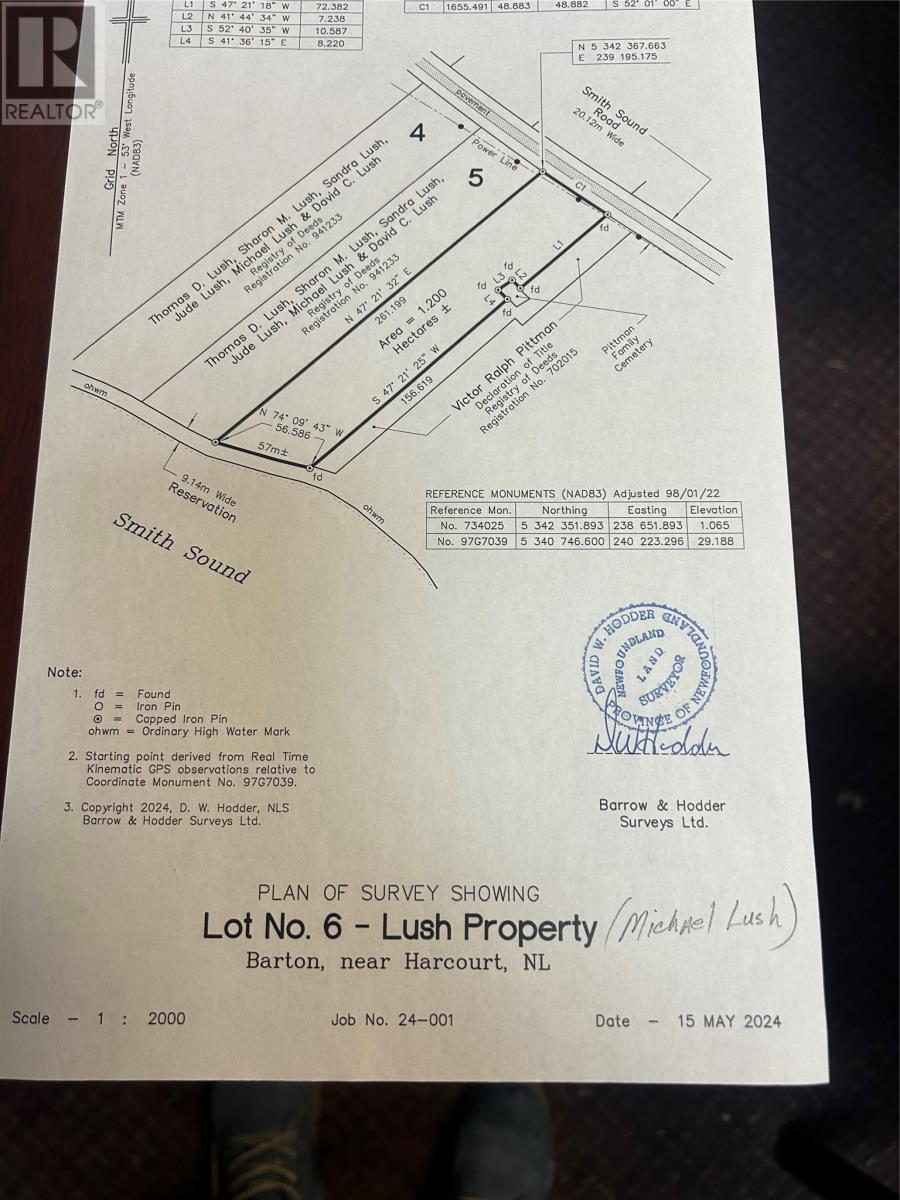 REALTOR®
L1 S 47° 21' 18" W 72.382
L2 N 41° 44' 34" W 7.238
L3 S 52° 40' 35" W 10.587
L4 S 41° 36' 15" E 8.220
C1 1655.491 48.883 48.882 S 52° 01' 00" E
N 5 342 367.663
E 239 195.175
Grid North
MTM Zone 1 - 53° West Longitude
(NAD83)
pavement
Smith Sound
Road
20.12m Wide
4
Power Line
5
C1
fd
L1
Thomas D. Lush, Sharon M. Lush, Sandra Lush,
Jude Lush, Michael Lush & David C. Lush
Registry of Deeds
Registration No. 941233
Thomas D. Lush, Sharon M. Lush, Sandra Lush,
Jude Lush, Michael Lush & David C. Lush
Registry of Deeds
Registration No. 941233
N 47° 21' 32" E
261.199
Area = 1.200
Hectares ±
fd
L3
L2
fd
fd
L4
fd
S 47° 21' 25" W
156.619
Victor Ralph Pittman
Declaration of Title
Registry of Deeds
Registration No. 702015
Pittman
Family
Cemetery
ohwm
N 74° 09' 43" W
56.586
57m±
fd
9.14m Wide
Reservation
ohwm
Smith Sound
REFERENCE MONUMENTS (NAD83) Adjusted 98/01/22
Reference Mon. Northing Easting Elevation
No. 734025 5 342 351.893 238 651.893 1.065
No. 97G7039 5 340 746.600 240 223.296 29.188
DAVID W. HODDER
NEWFOUNDLAND
LAND
SURVEYOR
PROVINCE OF NEWFOUNDLAND
DWHodder
Note:
1. fd = Found
O = Iron Pin
⊙ = Capped Iron Pin
ohwm = Ordinary High Water Mark
2. Starting point derived from Real Time
Kinematic GPS observations relative to
Coordinate Monument No. 97G7039.
3. Copyright 2024, D. W. Hodder, NLS
Barrow & Hodder Surveys Ltd.
Barrow & Hodder
Surveys Ltd.
PLAN OF SURVEY SHOWING
Lot No. 6 - Lush Property (Michael Lush)
Barton, near Harcourt, NL
Scale - 1 : 2000
Job No. 24-001
Date - 15 MAY 2024